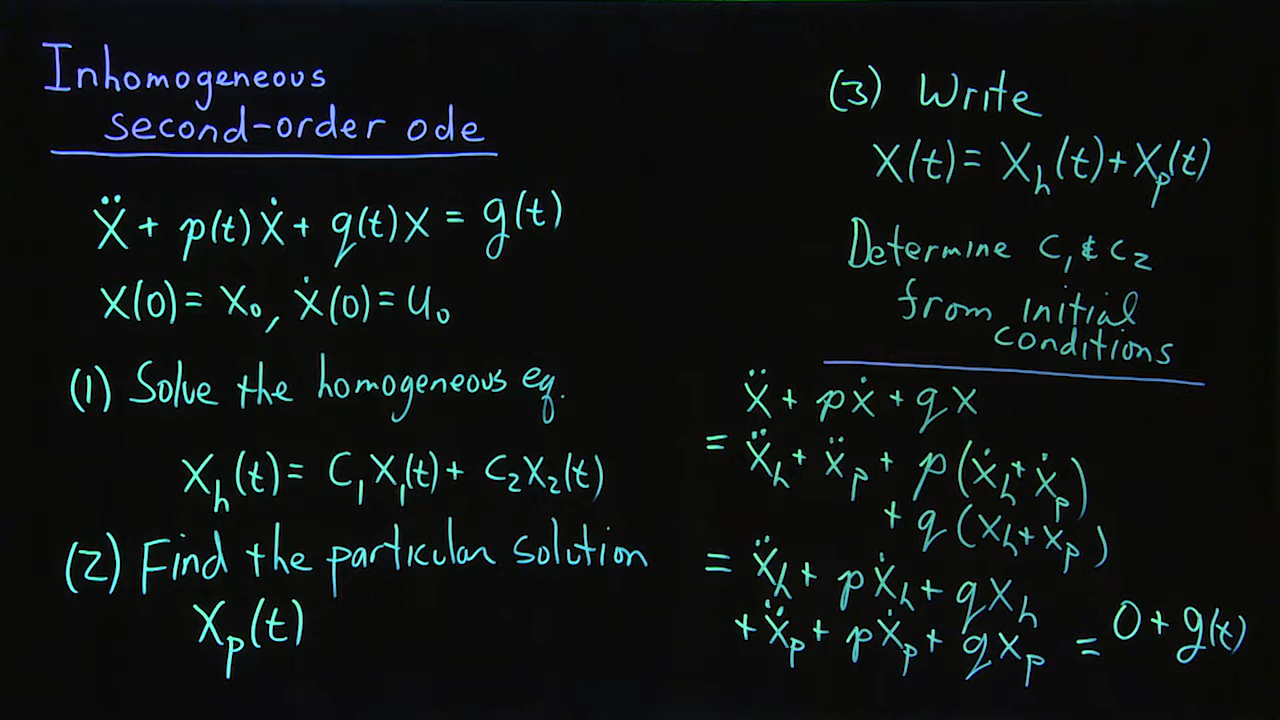 Inhomogeneous
second-order ode
ẍ + p(t)ẋ + q(t)x = g(t)
x(0) = x₀, ẋ(0) = u₀
(1) Solve the homogeneous eq.
xₕ(t) = c₁x₁(t) + c₂x₂(t)
(2) Find the particular solution
xₚ(t)
(3) Write
x(t) = xₕ(t) + xₚ(t)
Determine c₁ & c₂
from initial
conditions
ẍ + pẋ + qx
= ẍₕ + ẍₚ + p(ẋₕ + ẋₚ)
+ q(xₕ + xₚ)
= ẍₕ + pẋₕ + qxₕ
+ ẍₚ + pẋₚ + qxₚ = 0 + g(t)